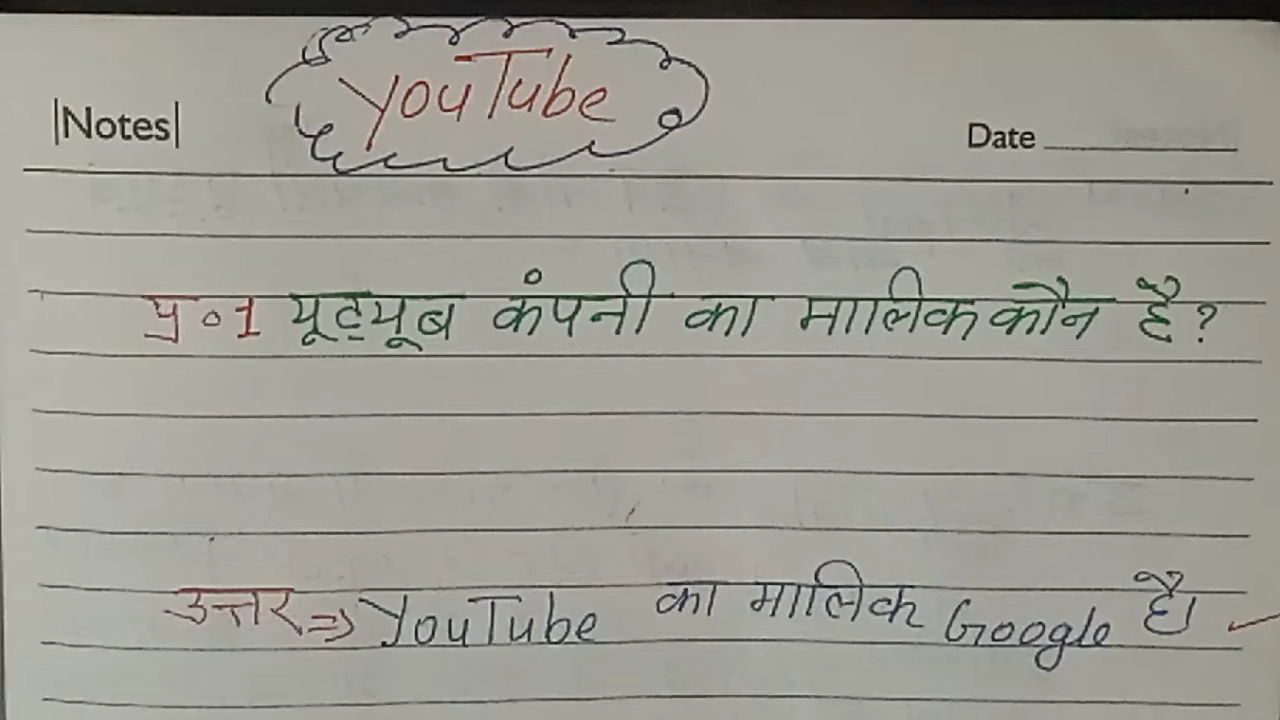 YouTube
|Notes|
Date
प्र०1 यूट्यूब कंपनी का मालिक कौन है?
उत्तर⇒ YouTube का मालिक Google है।